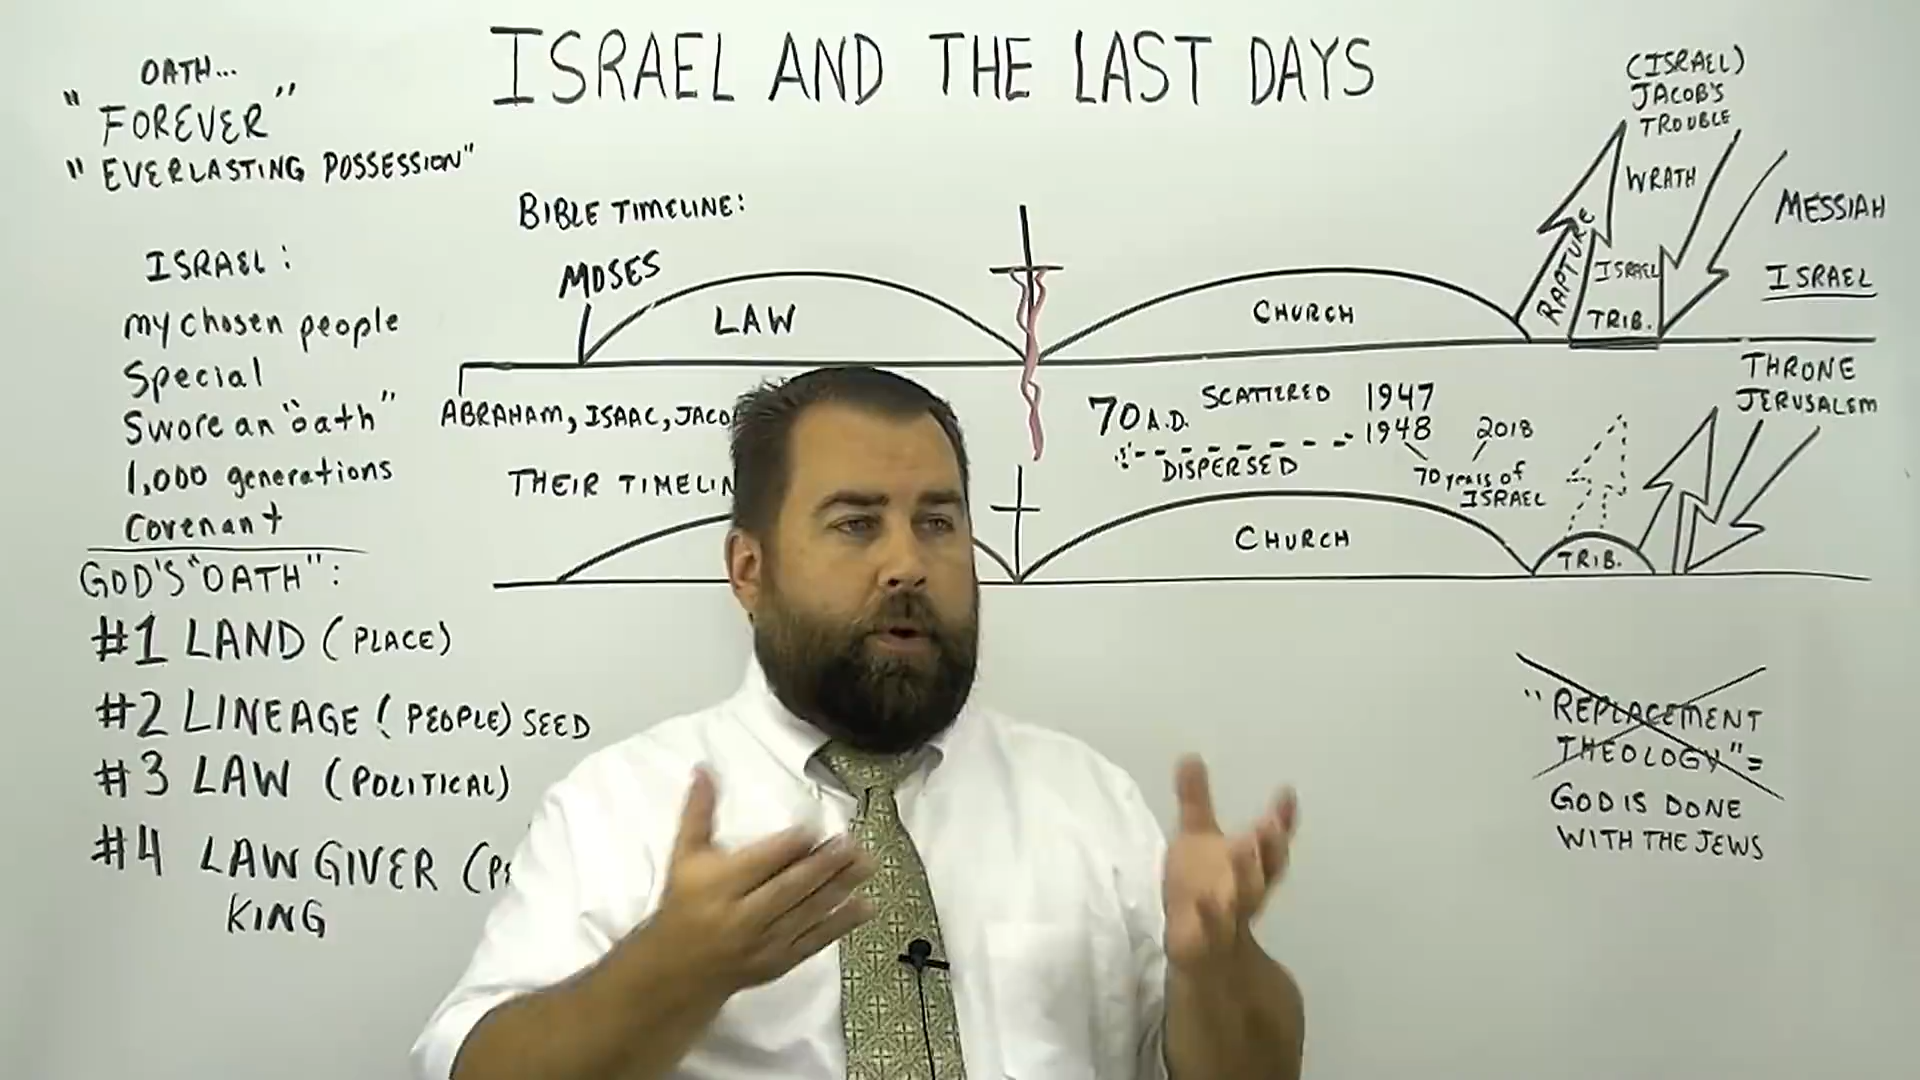 ISRAEL AND THE LAST DAYS
OATH...
"FOREVER"
"EVERLASTING POSSESSION"
ISRAEL:
my chosen people
Special
Swore an "oath"
1,000 generations
Covenant
GOD'S "OATH":
#1 LAND (PLACE)
#2 LINEAGE (PEOPLE) SEED
#3 LAW (POLITICAL)
#4 LAW GIVER
KING
BIBLE TIMELINE:
MOSES
LAW
CHURCH
RAPTURE
(ISRAEL)
JACOB'S
TROUBLE
WRATH
ISRAEL
TRIB.
MESSIAH
ISRAEL
THRONE
JERUSALEM
ABRAHAM, ISAAC,
70 A.D.
SCATTERED
DISPERSED
1947
1948
2018
70 years of
ISRAEL
THEIR
CHURCH
TRIB.
"REPLACEMENT
THEOLOGY" =
GOD IS DONE
WITH THE JEWS